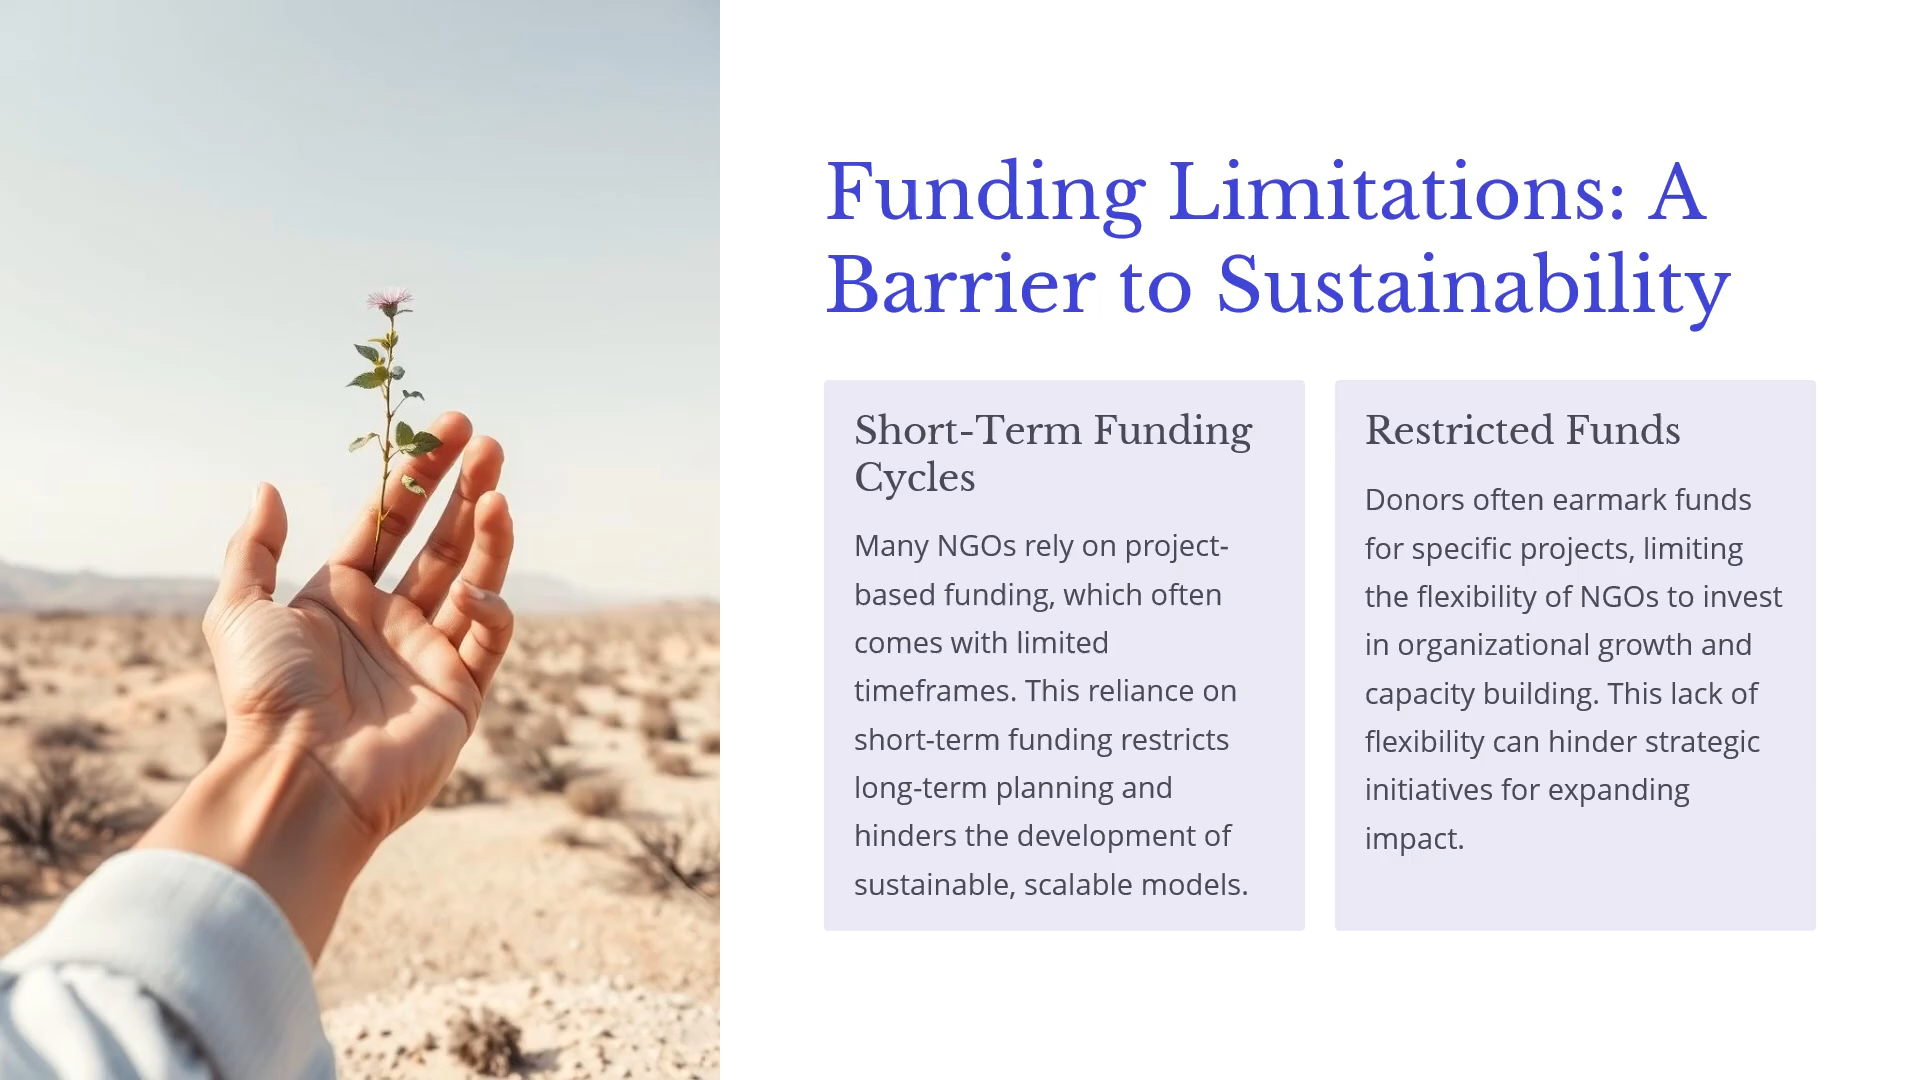 Funding Limitations: A
Barrier to Sustainability
Short-Term Funding
Cycles
Many NGOs rely on project-
based funding, which often
comes with limited
timeframes. This reliance on
short-term funding restricts
long-term planning and
hinders the development of
sustainable, scalable models.
Restricted Funds
Donors often earmark funds
for specific projects, limiting
the flexibility of NGOs to invest
in organizational growth and
capacity building. This lack of
flexibility can hinder strategic
initiatives for expanding
impact.